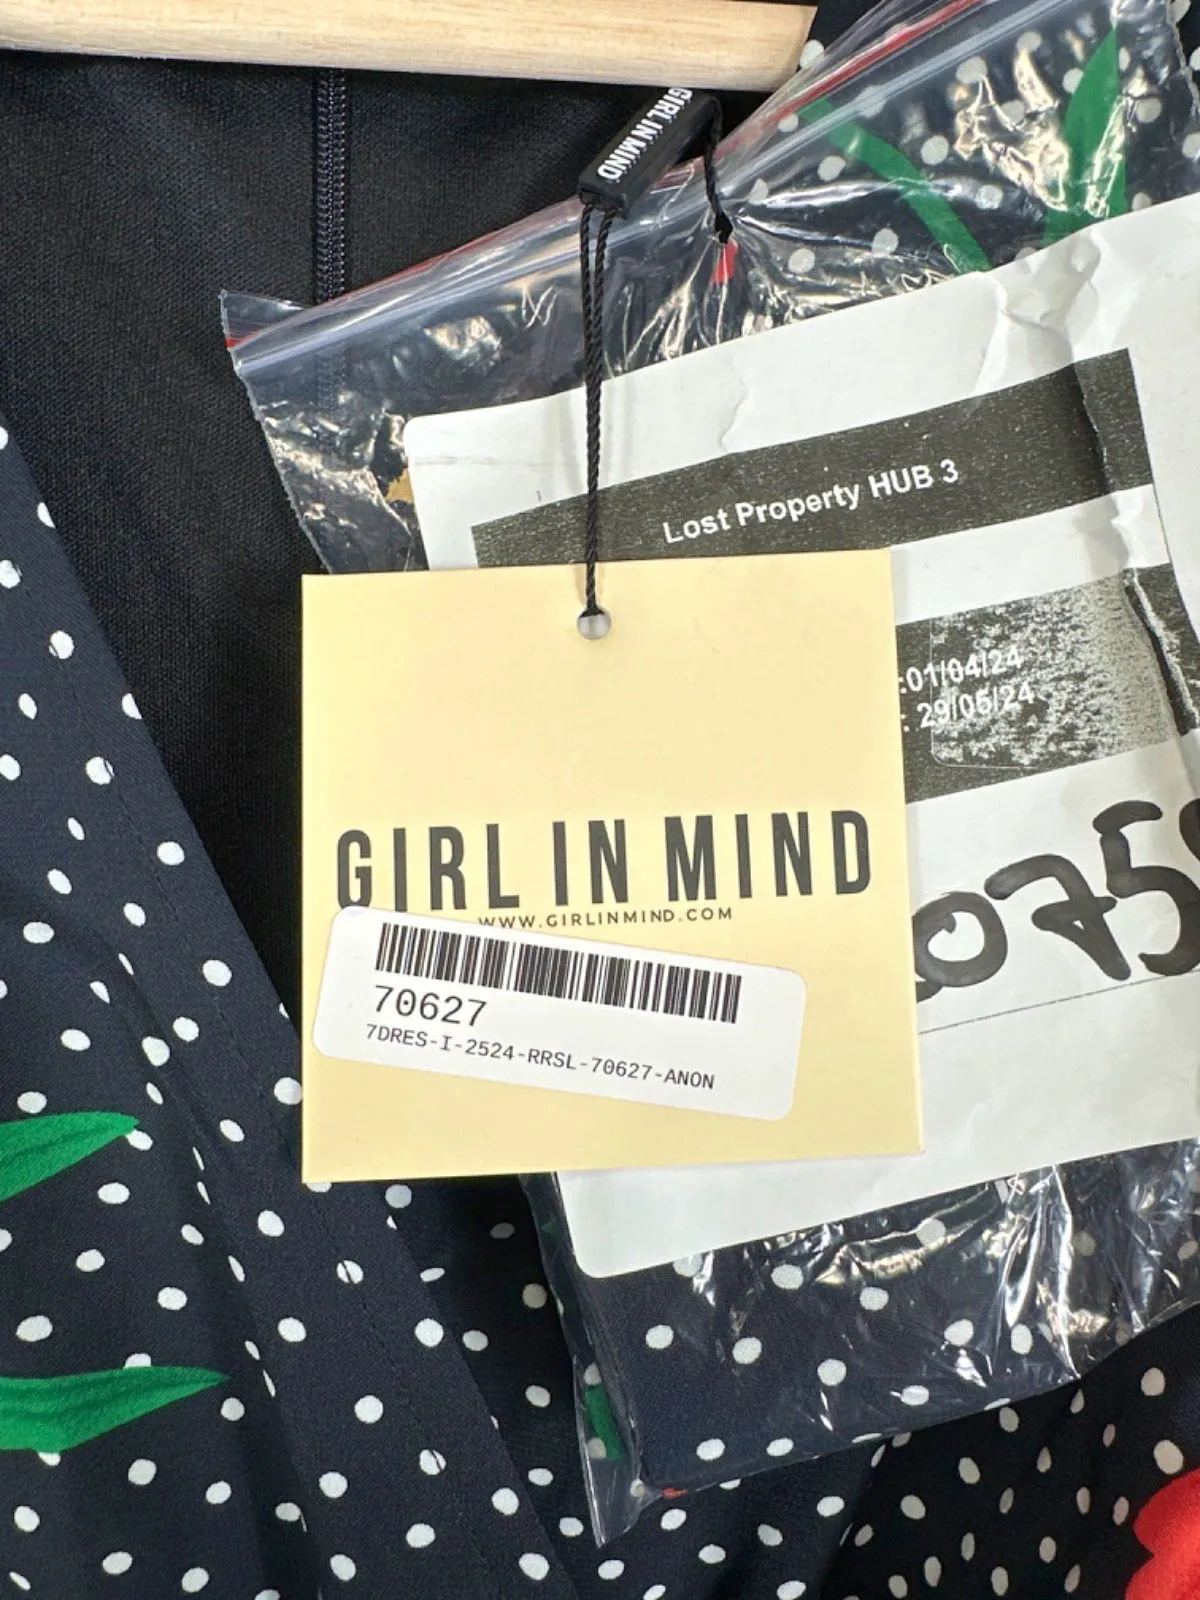 GIRL IN MIND
Lost Property HUB 3
:01/04/24
: 29/05/24
075
GIRL IN MIND
WWW.GIRLINMIND.COM
70627
7DRES-I-2524-RRSL-70627-ANON